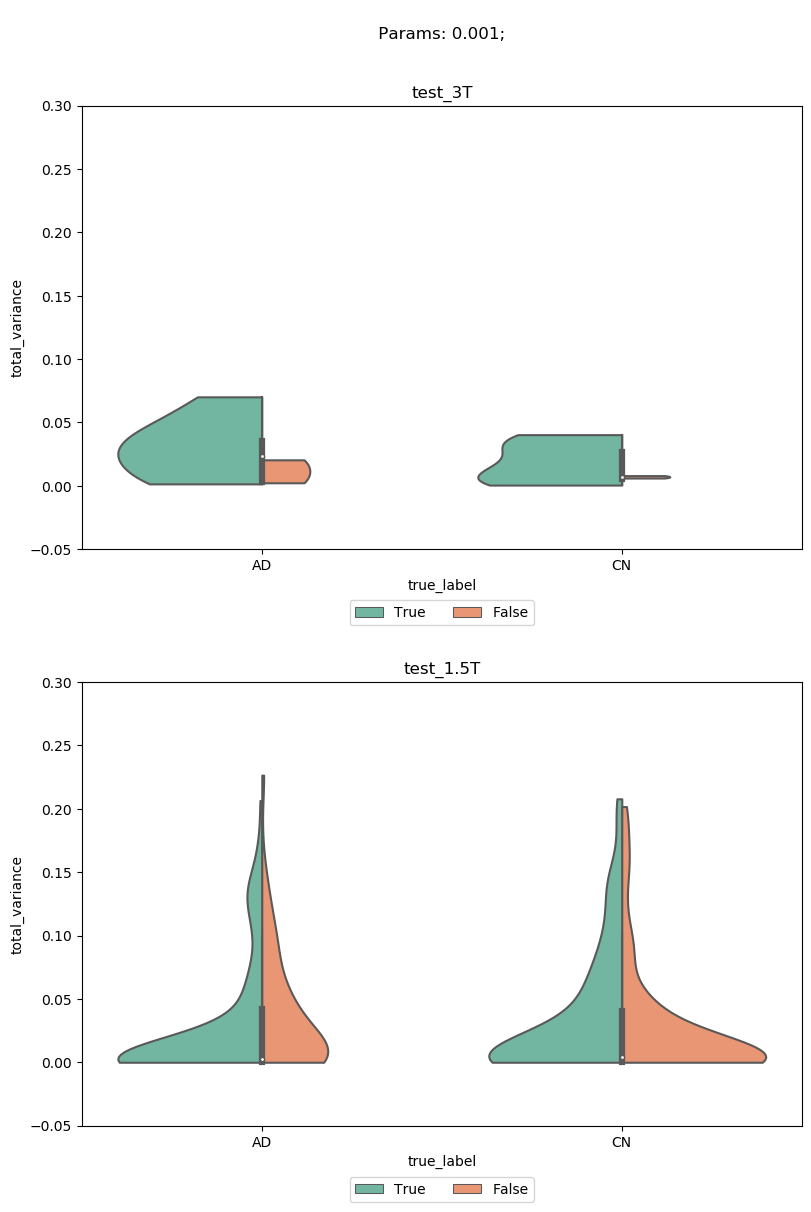 Params: 0.001;
test_3T
0.30
0.25
0.20
0.15
0.10
0.05
0.00
−0.05
total_variance
AD CN
true_label
True False
test_1.5T
0.30
0.25
0.20
0.15
0.10
0.05
0.00
−0.05
total_variance
AD CN
true_label
True False